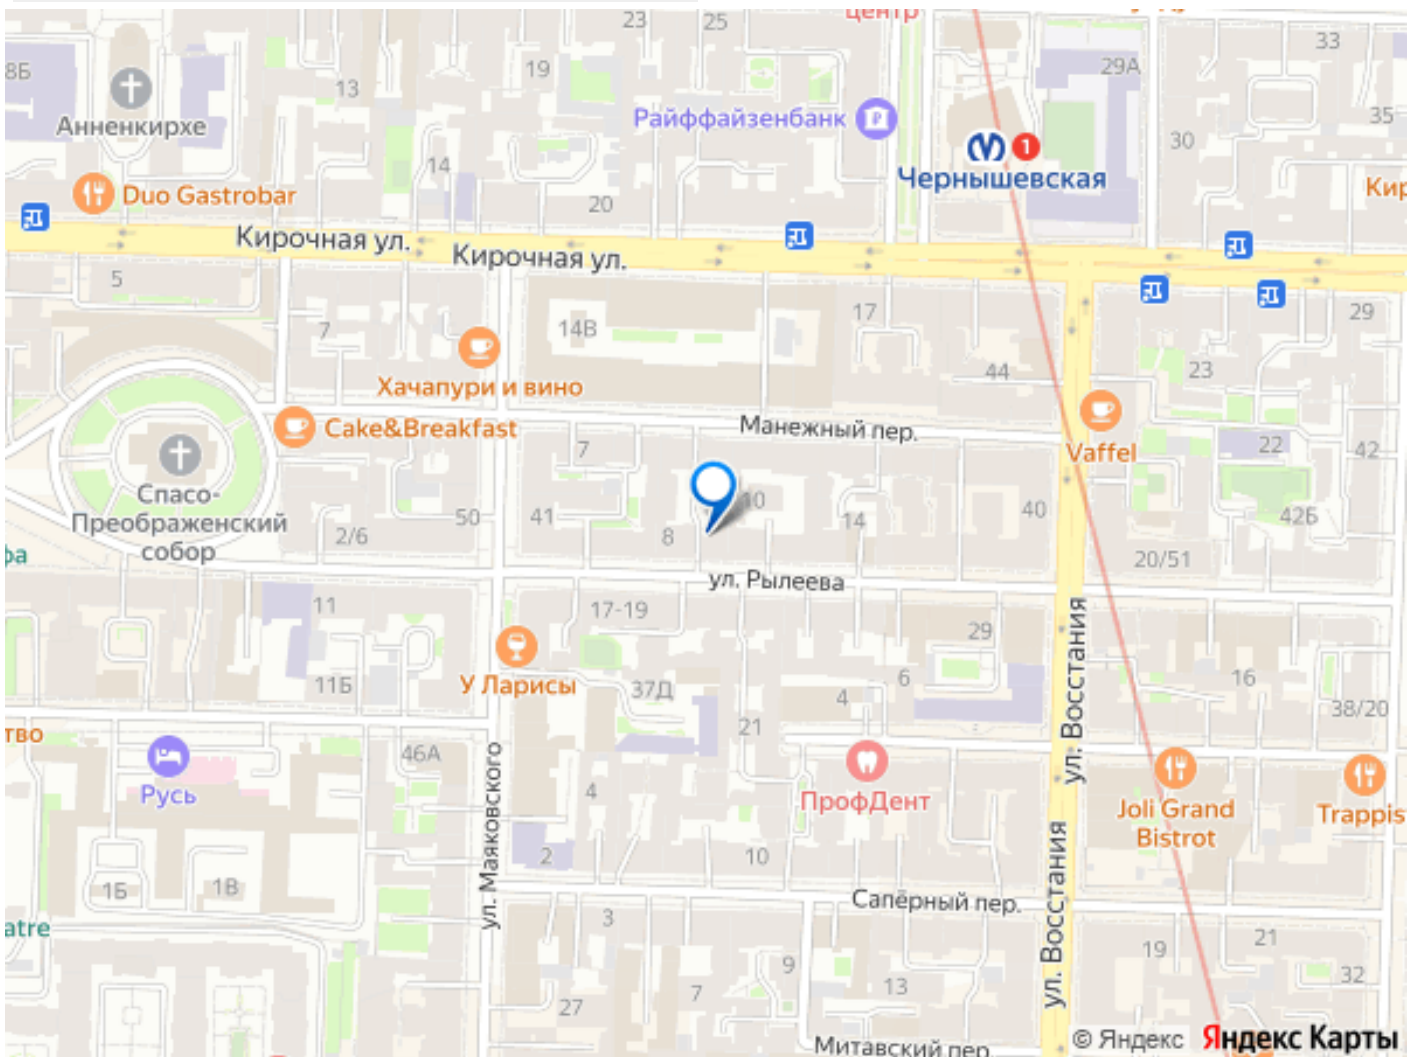 центр
23
25
33
8Б
19
29А
13
35
Анненкирхе
Райффайзенбанк
1
30
Чернышевская
14
Кир
Duo Gastrobar
20
Кирочная ул.
Кирочная ул.
5
7
14В
17
29
Хачапури и вино
44
23
Cake&Breakfast
Манежный пер.
Vaffel
7
22
42
Спасо-
Преображенский
собор
10
50
41
14
40
42Б
2/6
8
фа
20/51
ул. Рылеева
11
17-19
29
У Ларисы
11Б
37Д
4
6
16
38/20
тво
21
46А
Русь
ул. Маяковского
ул. Восстания
ПрофДент
4
Joli Grand
Bistrot
Trappis
2
10
1Б
1В
Сапёрный пер.
atre
3
ул. Восстания
19
21
9
32
7
13
27
Митавский пер.
© Яндекс Яндекс Карты